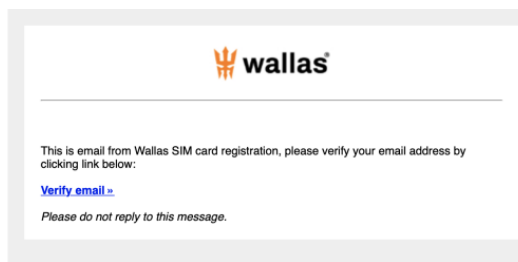 wallas
This is email from Wallas SIM card registration, please verify your email address by
clicking link below:
Verify email »
Please do not reply to this message.